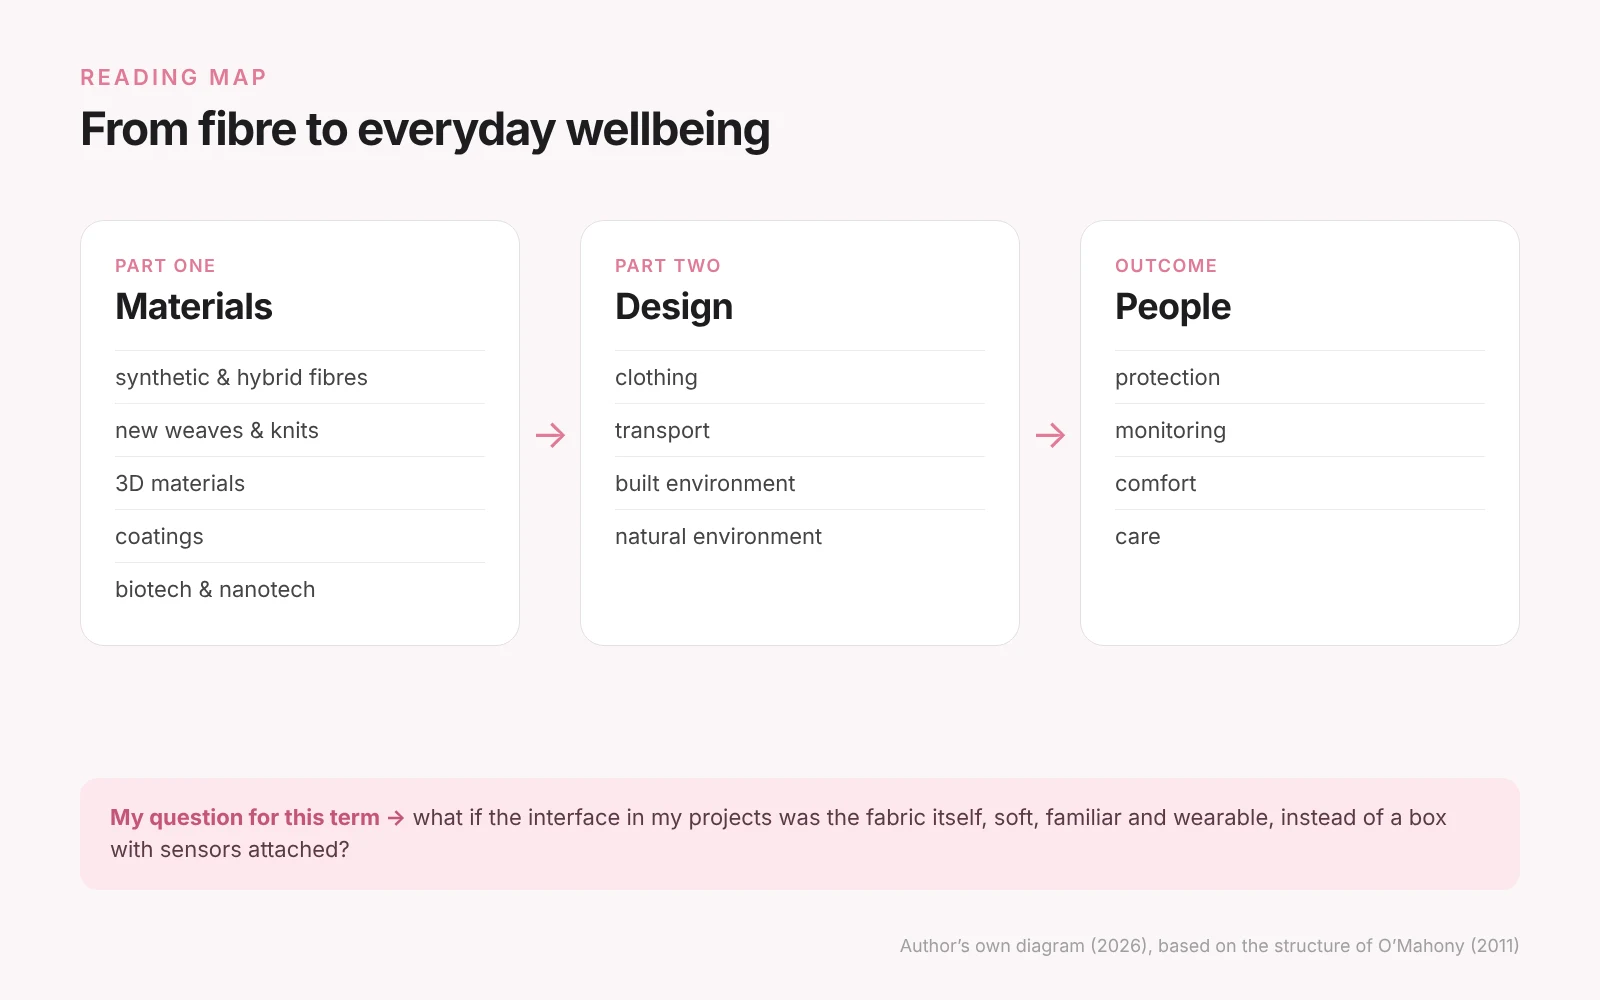 READING MAP
From fibre to everyday wellbeing
PART ONE
Materials
synthetic & hybrid fibres
new weaves & knits
3D materials
coatings
biotech & nanotech
→
PART TWO
Design
clothing
transport
built environment
natural environment
→
OUTCOME
People
protection
monitoring
comfort
care
My question for this term → what if the interface in my projects was the fabric itself, soft, familiar and wearable, instead of a box
with sensors attached?
Author’s own diagram (2026), based on the structure of O’Mahony (2011)